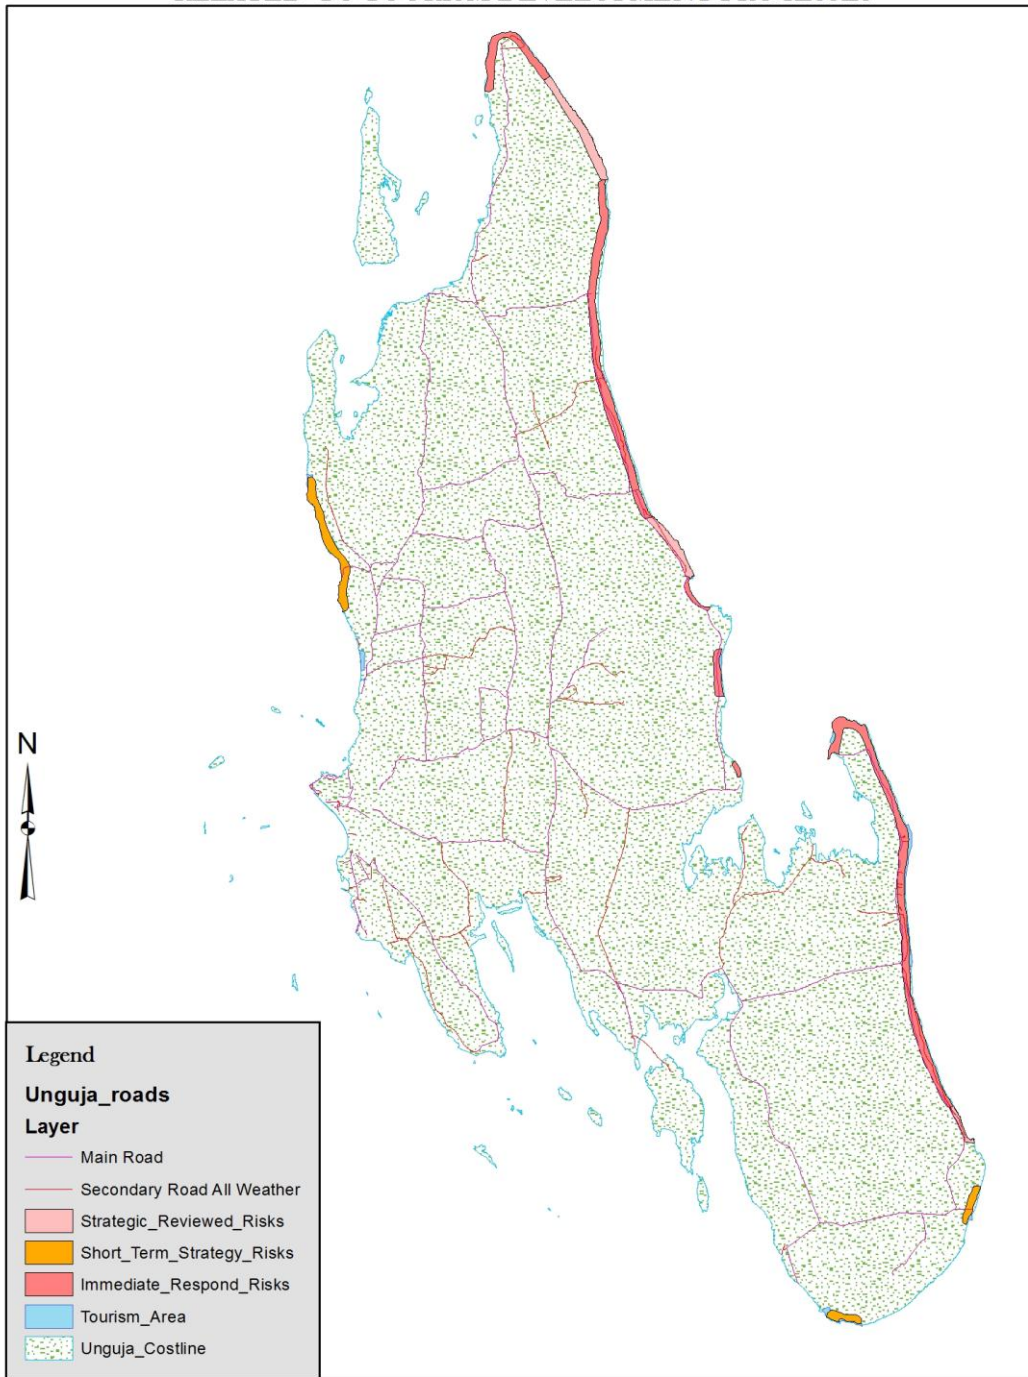 N
Legend
Unguja_roads
Layer
Main Road
Secondary Road All Weather
Strategic_Reviewed_Risks
Short_Term_Strategy_Risks
Immediate_Respond_Risks
Tourism_Area
Unguja_Costline